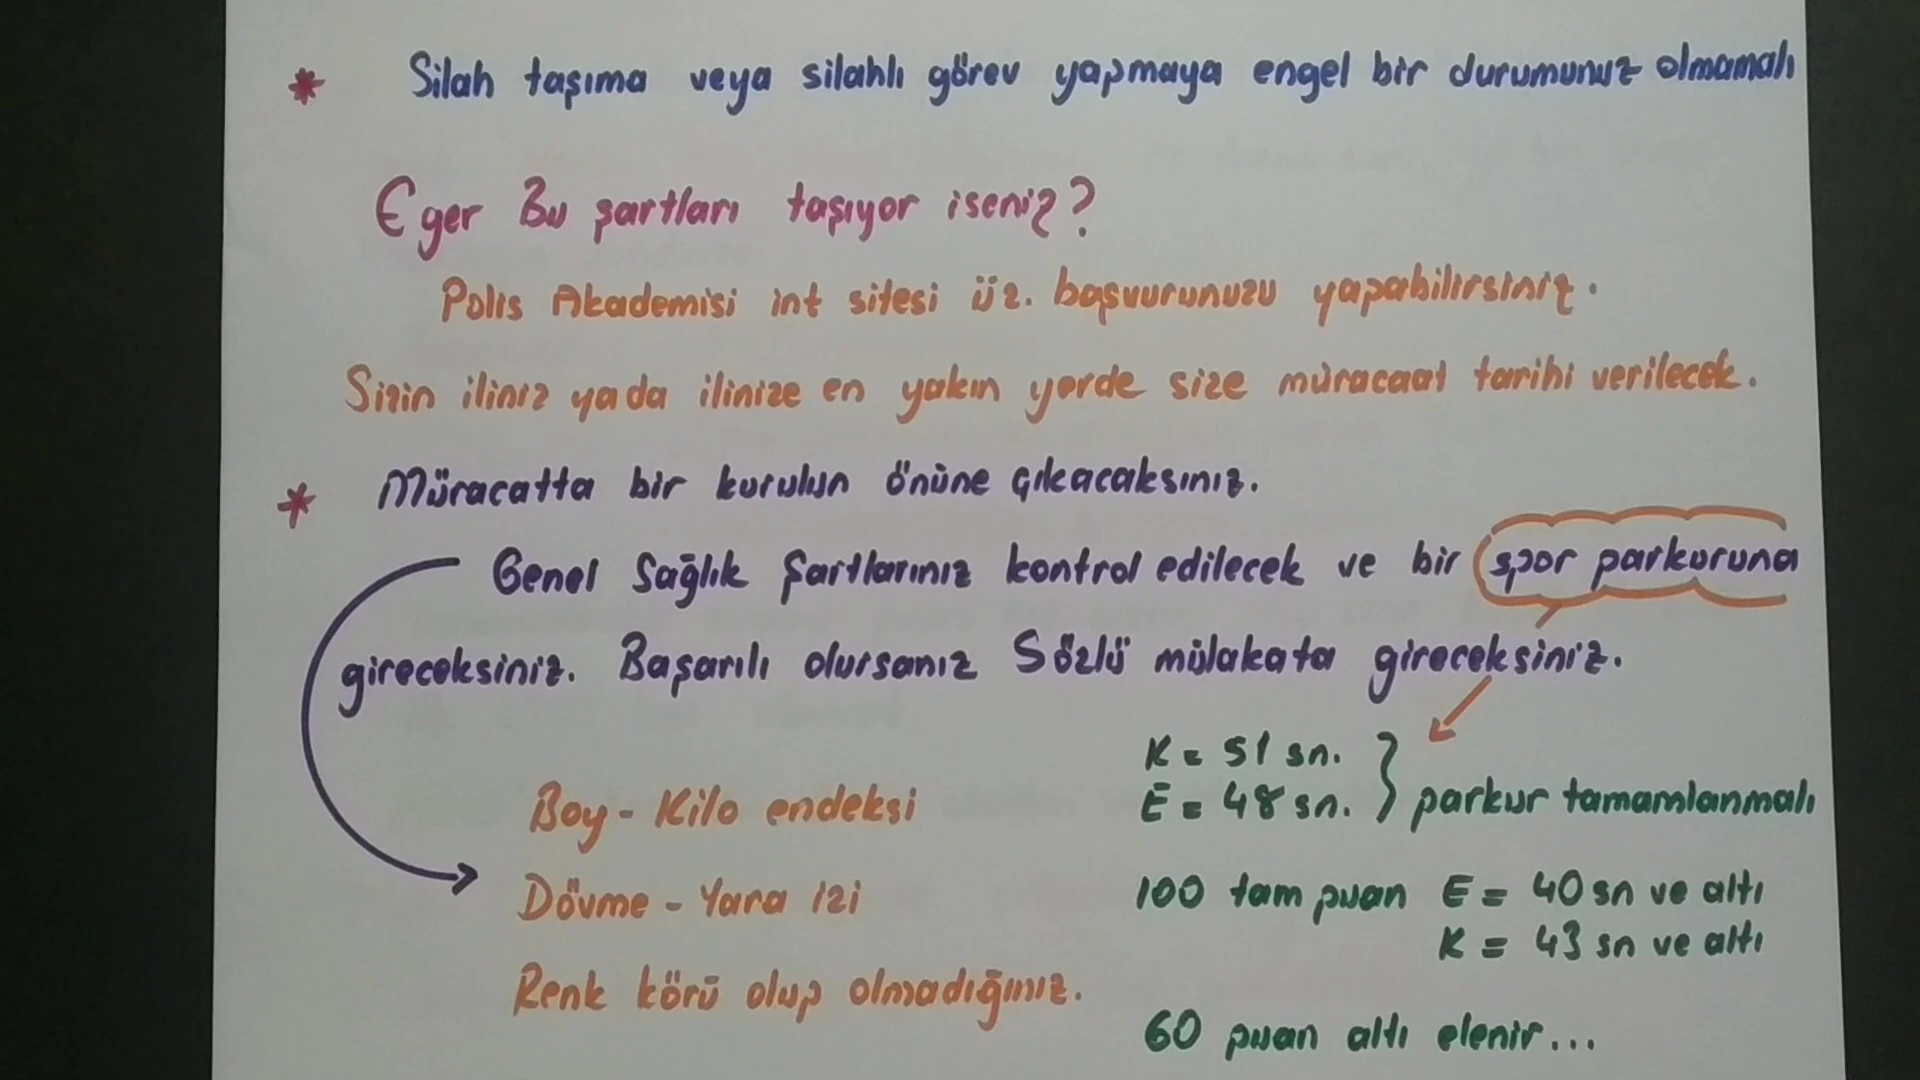 * Silah taşıma veya silahlı görev yapmaya engel bir durumunuz olmamalı
Eger Bu şartları taşıyor iseniz?
Polis Akademisi int sitesi üz. başvurunuzu yapabilirsiniz.
Sizin iliniz yada ilinize en yakın yerde size müracaat tarihi verilecek.
* Müracatta bir kurulun önüne çıkacaksınız.
Genel Sağlık Şartlarınız kontrol edilecek ve bir spor parkuruna
gireceksiniz. Başarılı olursanız Sözlü mülakata gireceksiniz.
K = 51 sn.
E = 48 sn. } parkur tamamlanmalı
Boy - Kilo endeksi
Dövme - Yara izi
Renk körü olup olmadığınız.
100 tam puan E = 40 sn ve altı
K = 43 sn ve altı
60 puan altı elenir...